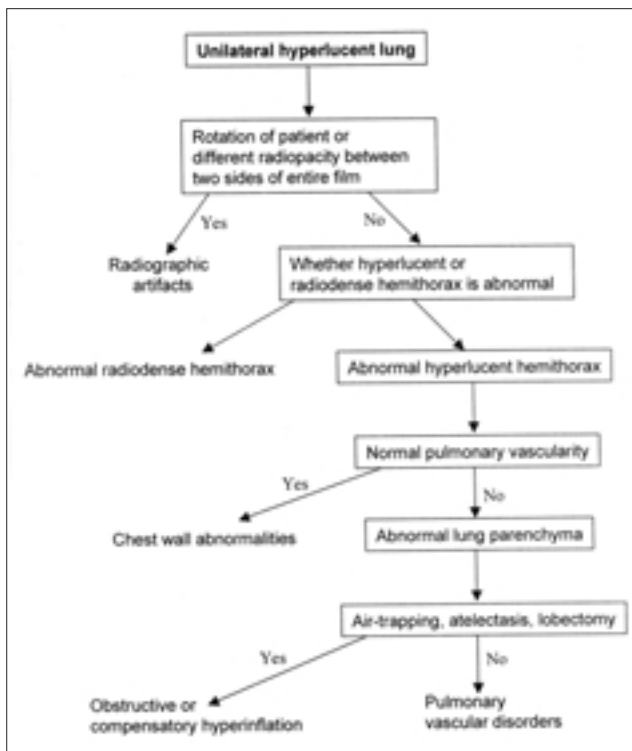 Unilateral hyperlucent lung
Rotation of patient or
different radiopacity between
two sides of entire film
Yes
No
Radiographic
artifacts
Whether hyperlucent or
radiodense hemithorax is abnormal
Abnormal radiodense hemithorax
Abnormal hyperlucent hemithorax
Normal pulmonary vascularity
Yes
No
Chest wall abnormalities
Abnormal lung parenchyma
Air-trapping, atelectasis, lobectomy
Yes
No
Obstructive or
compensatory hyperinflation
Pulmonary
vascular disorders